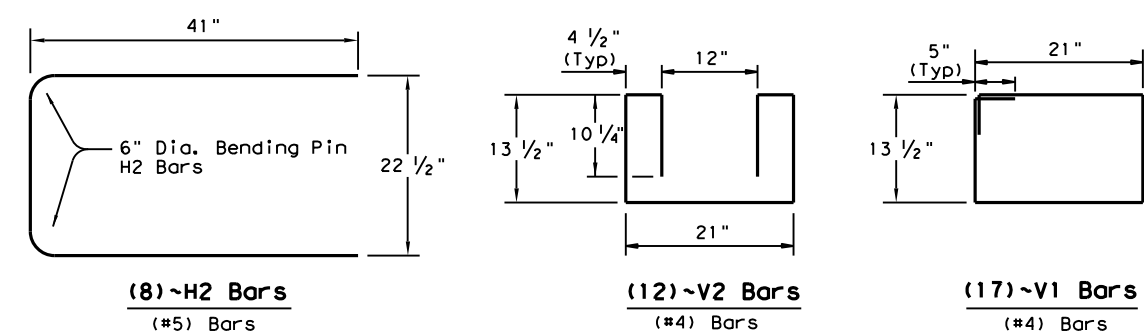 41"
6" Dia. Bending Pin
H2 Bars
22 1/2"
(8)~H2 Bars
(#5) Bars
4 1/2"
(Typ)
12"
13 1/2"
10 1/4"
21"
(12)~V2 Bars
(#4) Bars
5"
(Typ)
21"
13 1/2"
(17)~V1 Bars
(#4) Bars